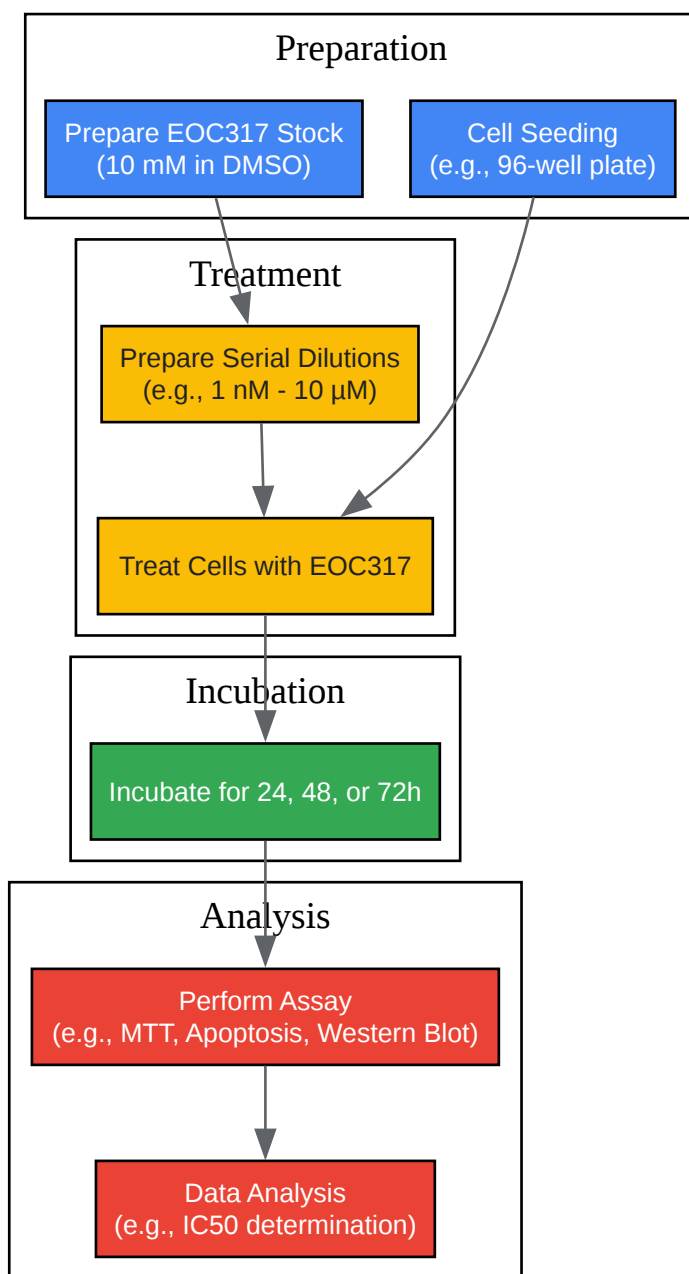 Preparation
Prepare EOC317 Stock
(10 mM in DMSO)
Cell Seeding
(e.g., 96-well plate)
Treatment
Prepare Serial Dilutions
(e.g., 1 nM - 10 µM)
Treat Cells with EOC317
Incubation
Incubate for 24, 48, or 72h
Analysis
Perform Assay
(e.g., MTT, Apoptosis, Western Blot)
Data Analysis
(e.g., IC50 determination)